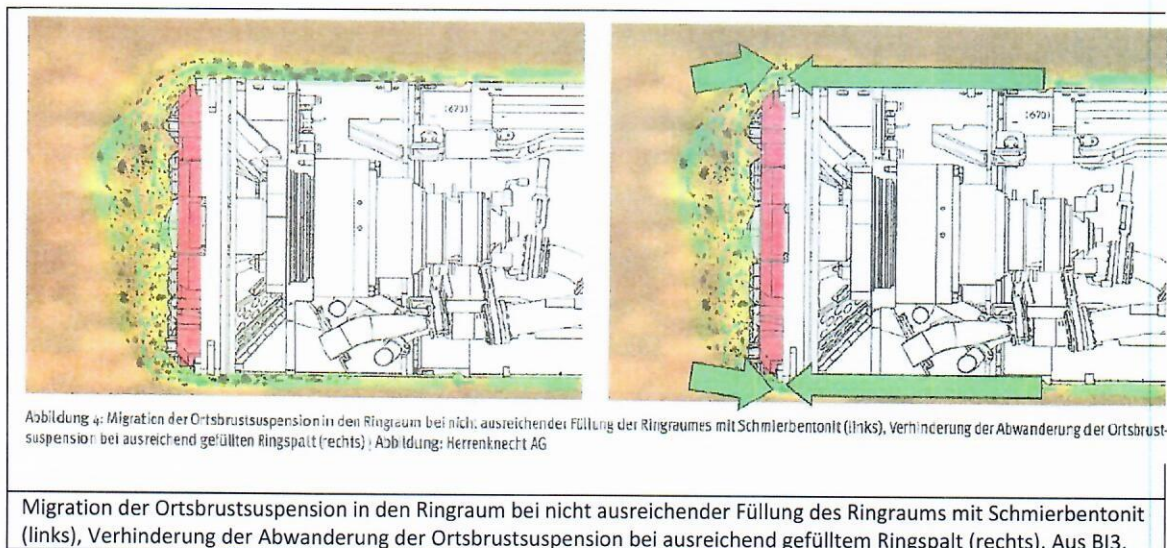 (670)
(670)
Abbildung 4: Migration der Ortsbrustsuspension in den Ringraum bei nicht ausreichender Füllung der Ringraumes mit Schmierbentonit (links), Verhinderung der Abwanderung der Ortsbrust-
suspension bei ausreichend gefüllten Ringspalt (rechts) | Abbildung: Herrenknecht AG
Migration der Ortsbrustsuspension in den Ringraum bei nicht ausreichender Füllung des Ringraums mit Schmierbentonit
(links), Verhinderung der Abwanderung der Ortsbrustsuspension bei ausreichend gefülltem Ringspalt (rechts). Aus BI3.